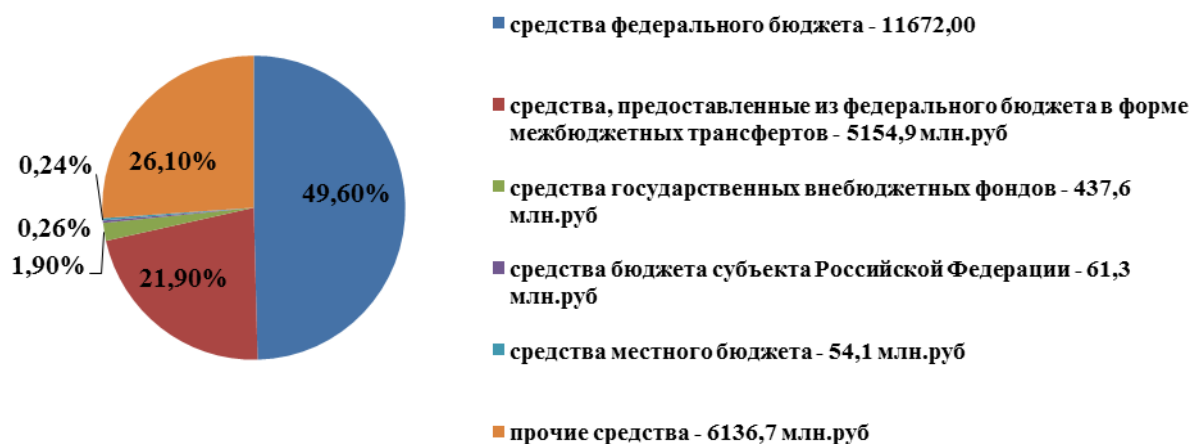 средства федерального бюджета - 11672,00
средства, предоставленные из федерального бюджета в форме
межбюджетных трансфертов - 5154,9 млн.руб
средства государственных внебюджетных фондов - 437,6
млн.руб
средства бюджета субъекта Российской Федерации - 61,3
млн.руб
средства местного бюджета - 54,1 млн.руб
прочие средства - 6136,7 млн.руб
26,10%
0,24%
49,60%
0,26%
1,90%
21,90%